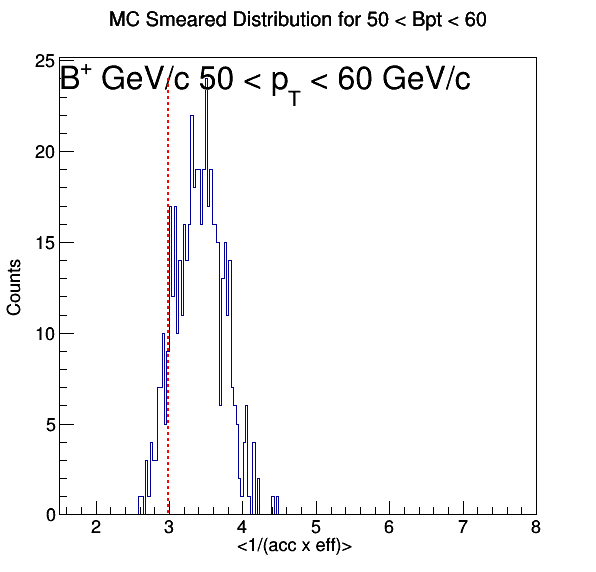 MC Smeared Distribution for 50 < Bpt < 60
B+ GeV/c 50 < pT < 60 GeV/c
25
20
15
10
5
0
Counts
2 3 4 5 6 7 8
<1/(acc x eff)>